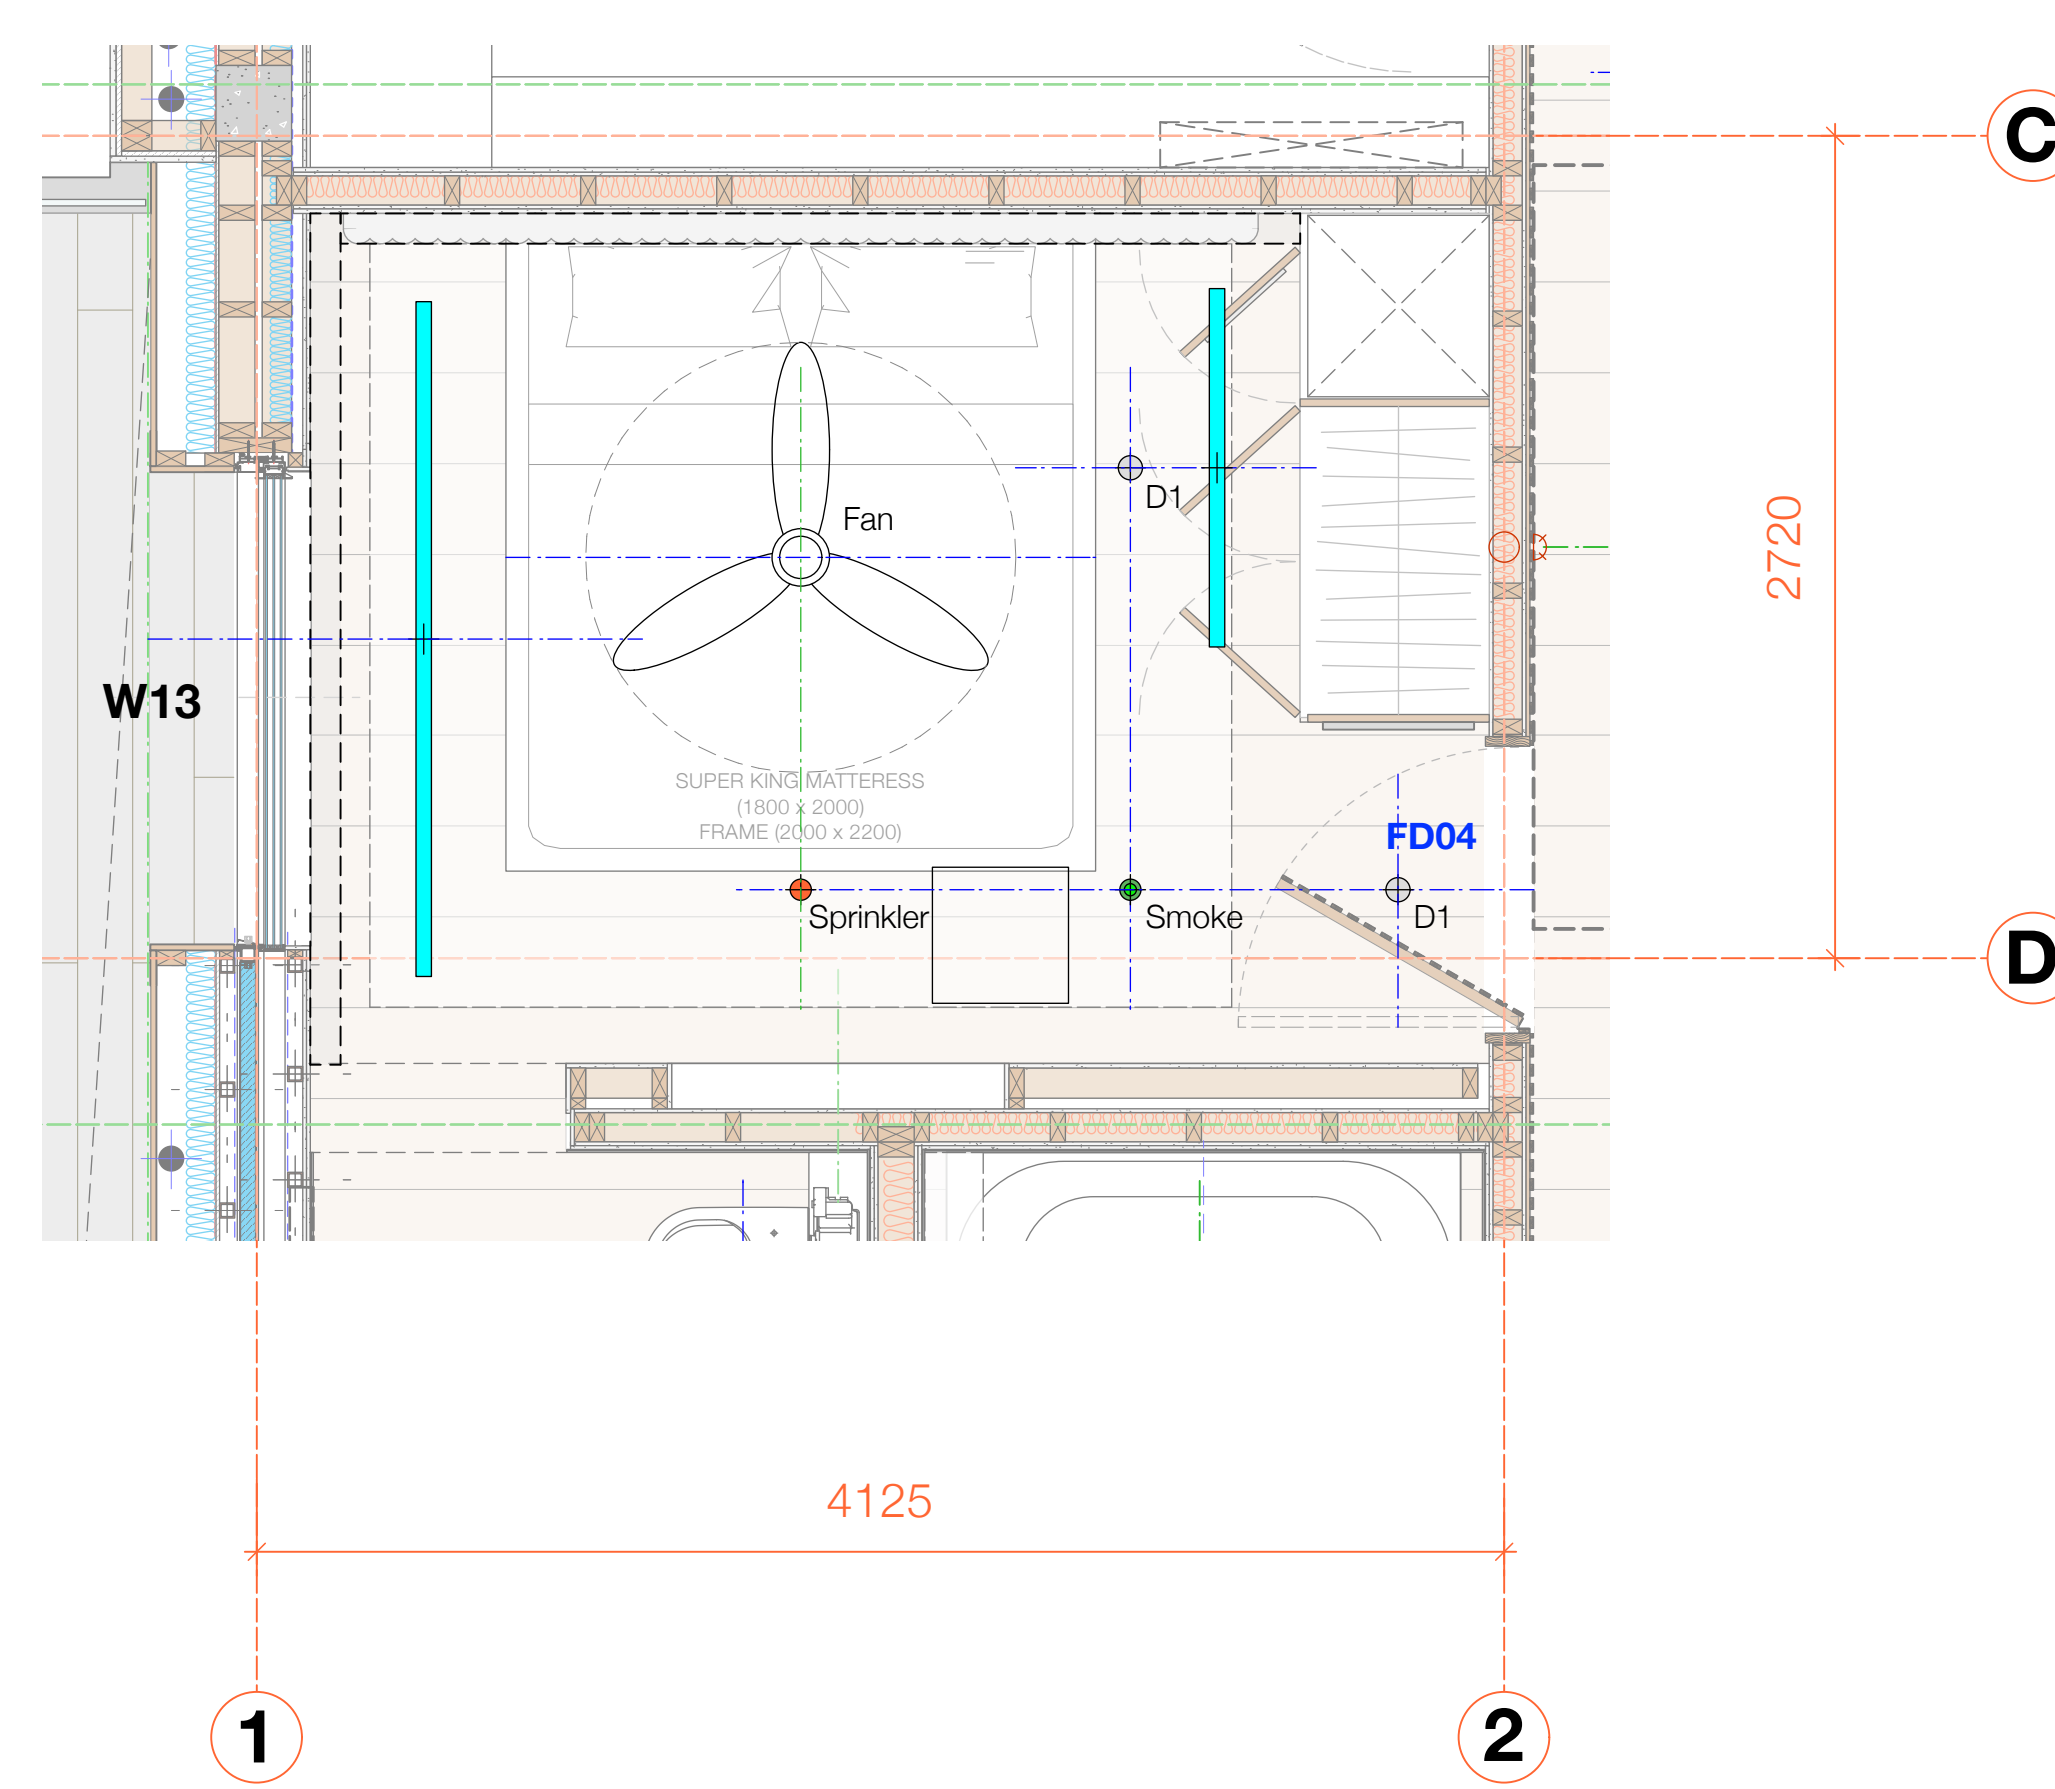 C
D1
Fan
2720
W13
SUPER KING MATTERESS
(1800 x 2000)
FRAME (2000 x 2200)
FD04
Sprinkler
Smoke
D1
D
4125
1
2